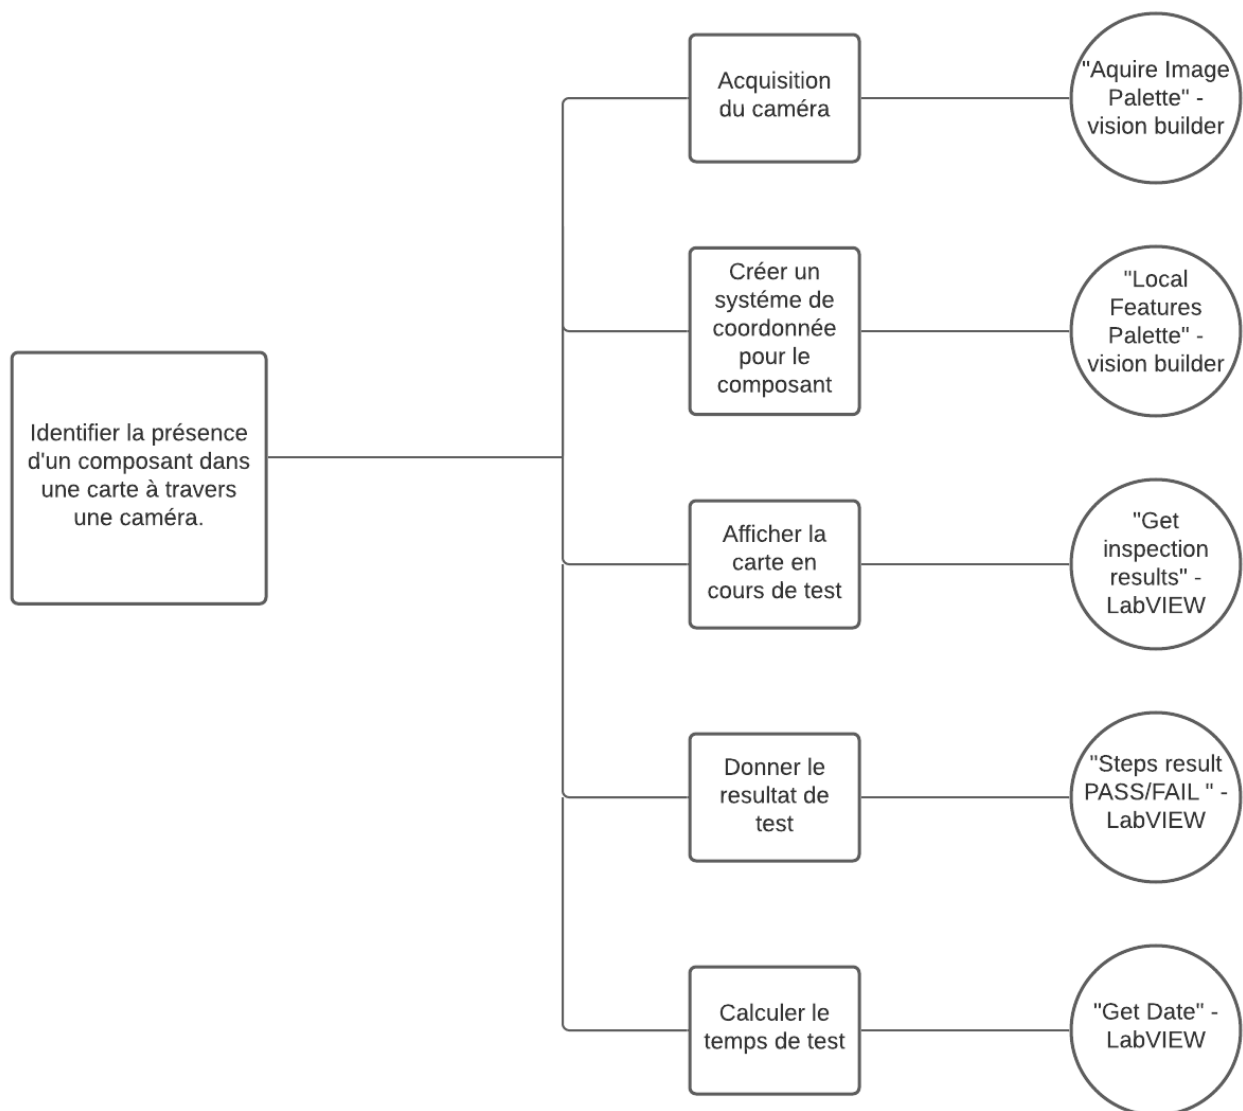 Acquisition
du caméra
"Aquire Image
Palette" -
vision builder
Créer un
systéme de
coordonnée
pour le
composant
"Local
Features
Palette" -
vision builder
Identifier la présence
d'un composant dans
une carte à travers
une caméra.
Afficher la
carte en
cours de test
"Get
inspection
results" -
LabVIEW
Donner le
resultat de
test
"Steps result
PASS/FAIL " -
LabVIEW
Calculer le
temps de test
"Get Date" -
LabVIEW